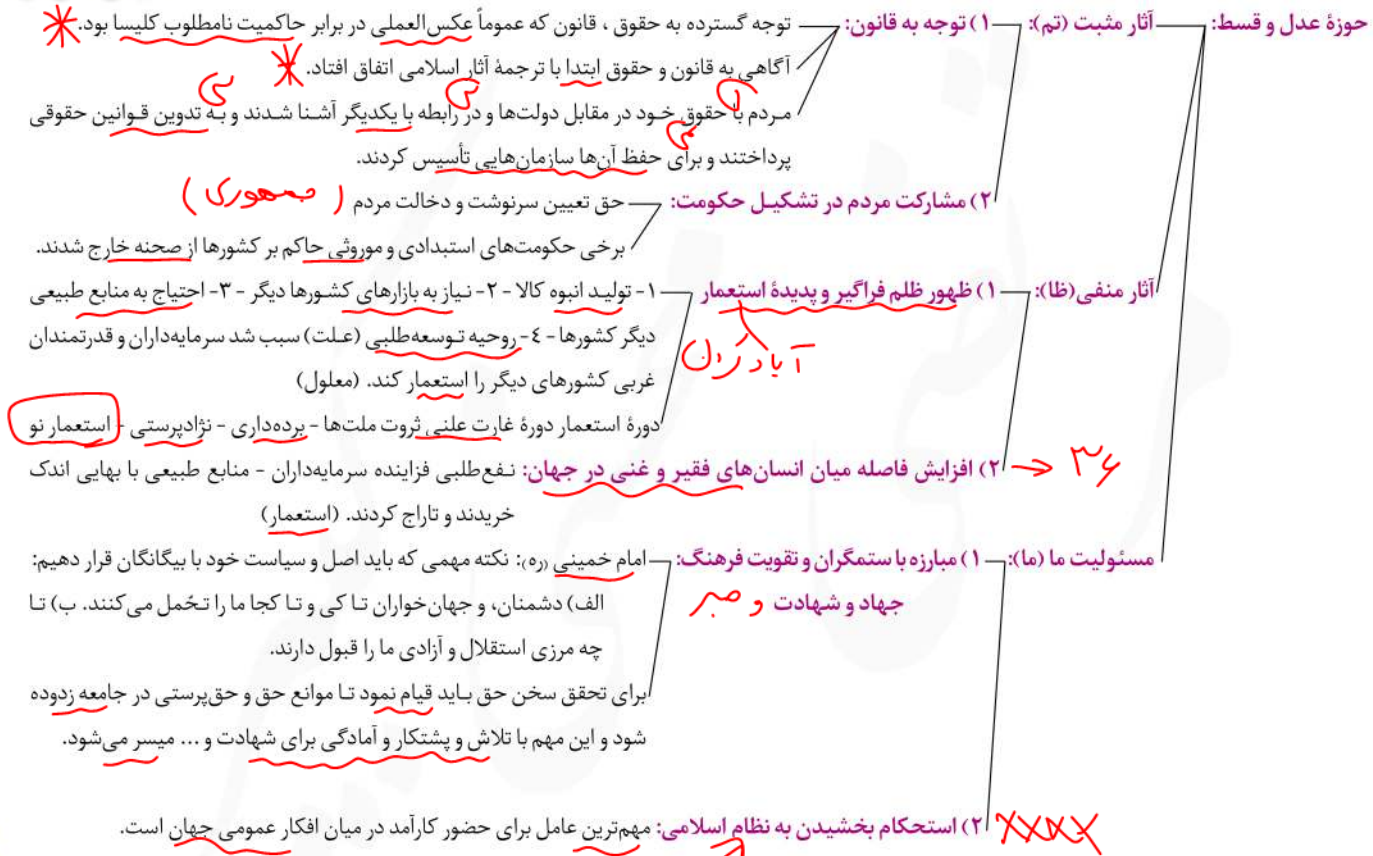 حوزهٔ عدل و قسط: آثار مثبت (تم): ۱) توجه به قانون: توجه گسترده به حقوق ، قانون که عموماً عکس‌العملی در برابر حاکمیت نامطلوب کلیسا بود.
آگاهی به قانون و حقوق ابتدا با ترجمهٔ آثار اسلامی اتفاق افتاد.
مردم با حقوق خود در مقابل دولت‌ها و در رابطه با یکدیگر آشنا شدند و به تدوین قوانین حقوقی
پرداختند و برای حفظ آن‌ها سازمان‌هایی تأسیس کردند.
۲) مشارکت مردم در تشکیل حکومت: حق تعیین سرنوشت و دخالت مردم ( جمهوری )
برخی حکومت‌های استبدادی و موروثی حاکم بر کشورها از صحنه خارج شدند.
آثار منفی(ظا): ۱) ظهور ظلم فراگیر و پدیدهٔ استعمار ۱- تولید انبوه کالا - ۲- نیاز به بازارهای کشورها دیگر - ۳- احتیاج به منابع طبیعی
دیگر کشورها - ٤- روحیه توسعه‌طلبی (علت) سبب شد سرمایه‌داران و قدرتمندان
آباد کردن
غربی کشورهای دیگر را استعمار کند. (معلول)
دورهٔ استعمار دورهٔ غارت علنی ثروت ملت‌ها - برده‌داری - نژادپرستی - استعمار نو
۳۶ ۲) افزایش فاصله میان انسان‌های فقیر و غنی در جهان: نفع‌طلبی فزاینده سرمایه‌داران - منابع طبیعی با بهایی اندک
خریدند و تاراج کردند. (استعمار)
مسئولیت ما (ما): ۱) مبارزه با ستمگران و تقویت فرهنگ: امام خمینی (ره): نکته مهمی که باید اصل و سیاست خود با بیگانگان قرار دهیم:
جهاد و شهادت و صبر الف) دشمنان، و جهان‌خواران تا کی و تا کجا ما را تحّمل می‌کنند. ب) تا
چه مرزی استقلال و آزادی ما را قبول دارند.
برای تحقق سخن حق باید قیام نمود تا موانع حق و حق‌پرستی در جامعه زدوده
شود و این مهم با تلاش و پشتکار و آمادگی برای شهادت و ... میسر می‌شود.
۲) استحکام بخشیدن به نظام اسلامی: مهم‌ترین عامل برای حضور کارآمد در میان افکار عمومی جهان است.